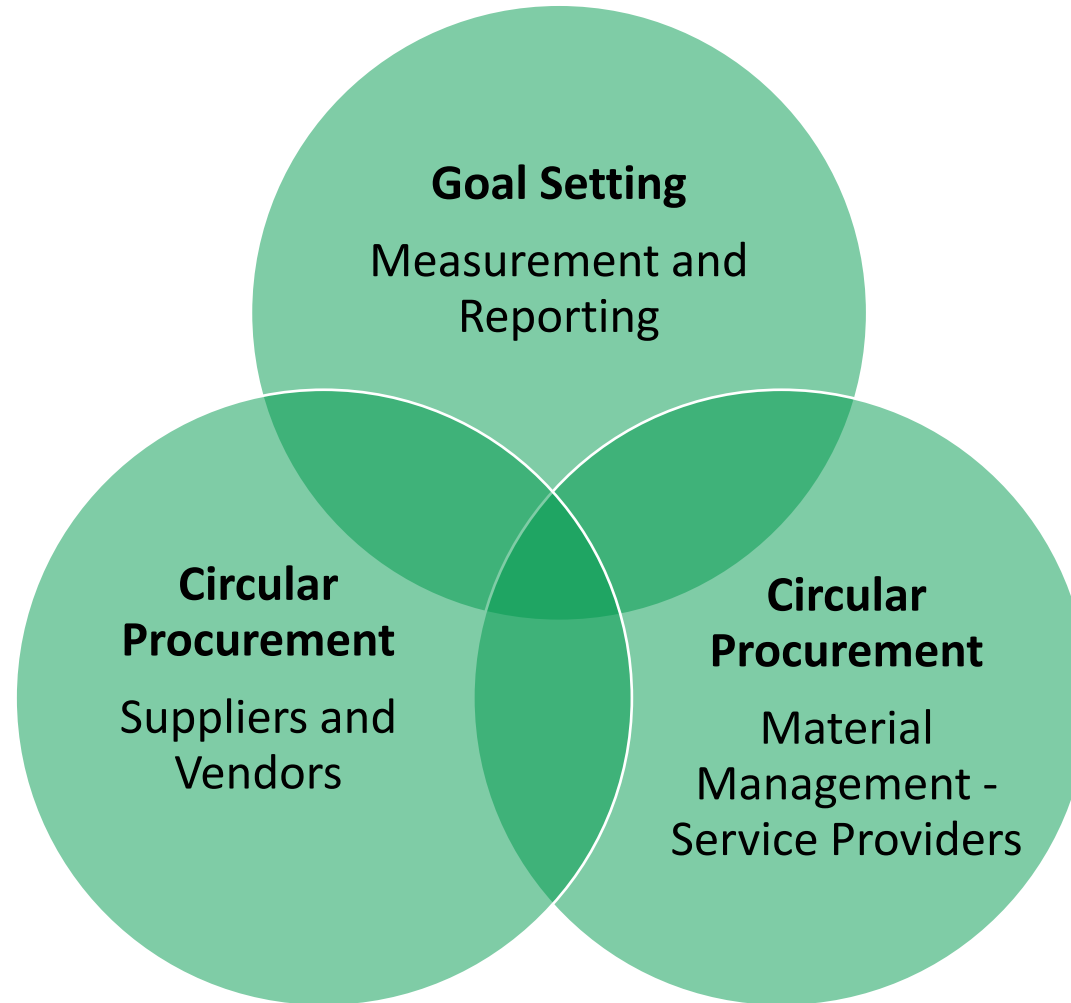 Goal Setting
Measurement and
Reporting
Circular
Procurement
Suppliers and
Vendors
Circular
Procurement
Material
Management -
Service Providers